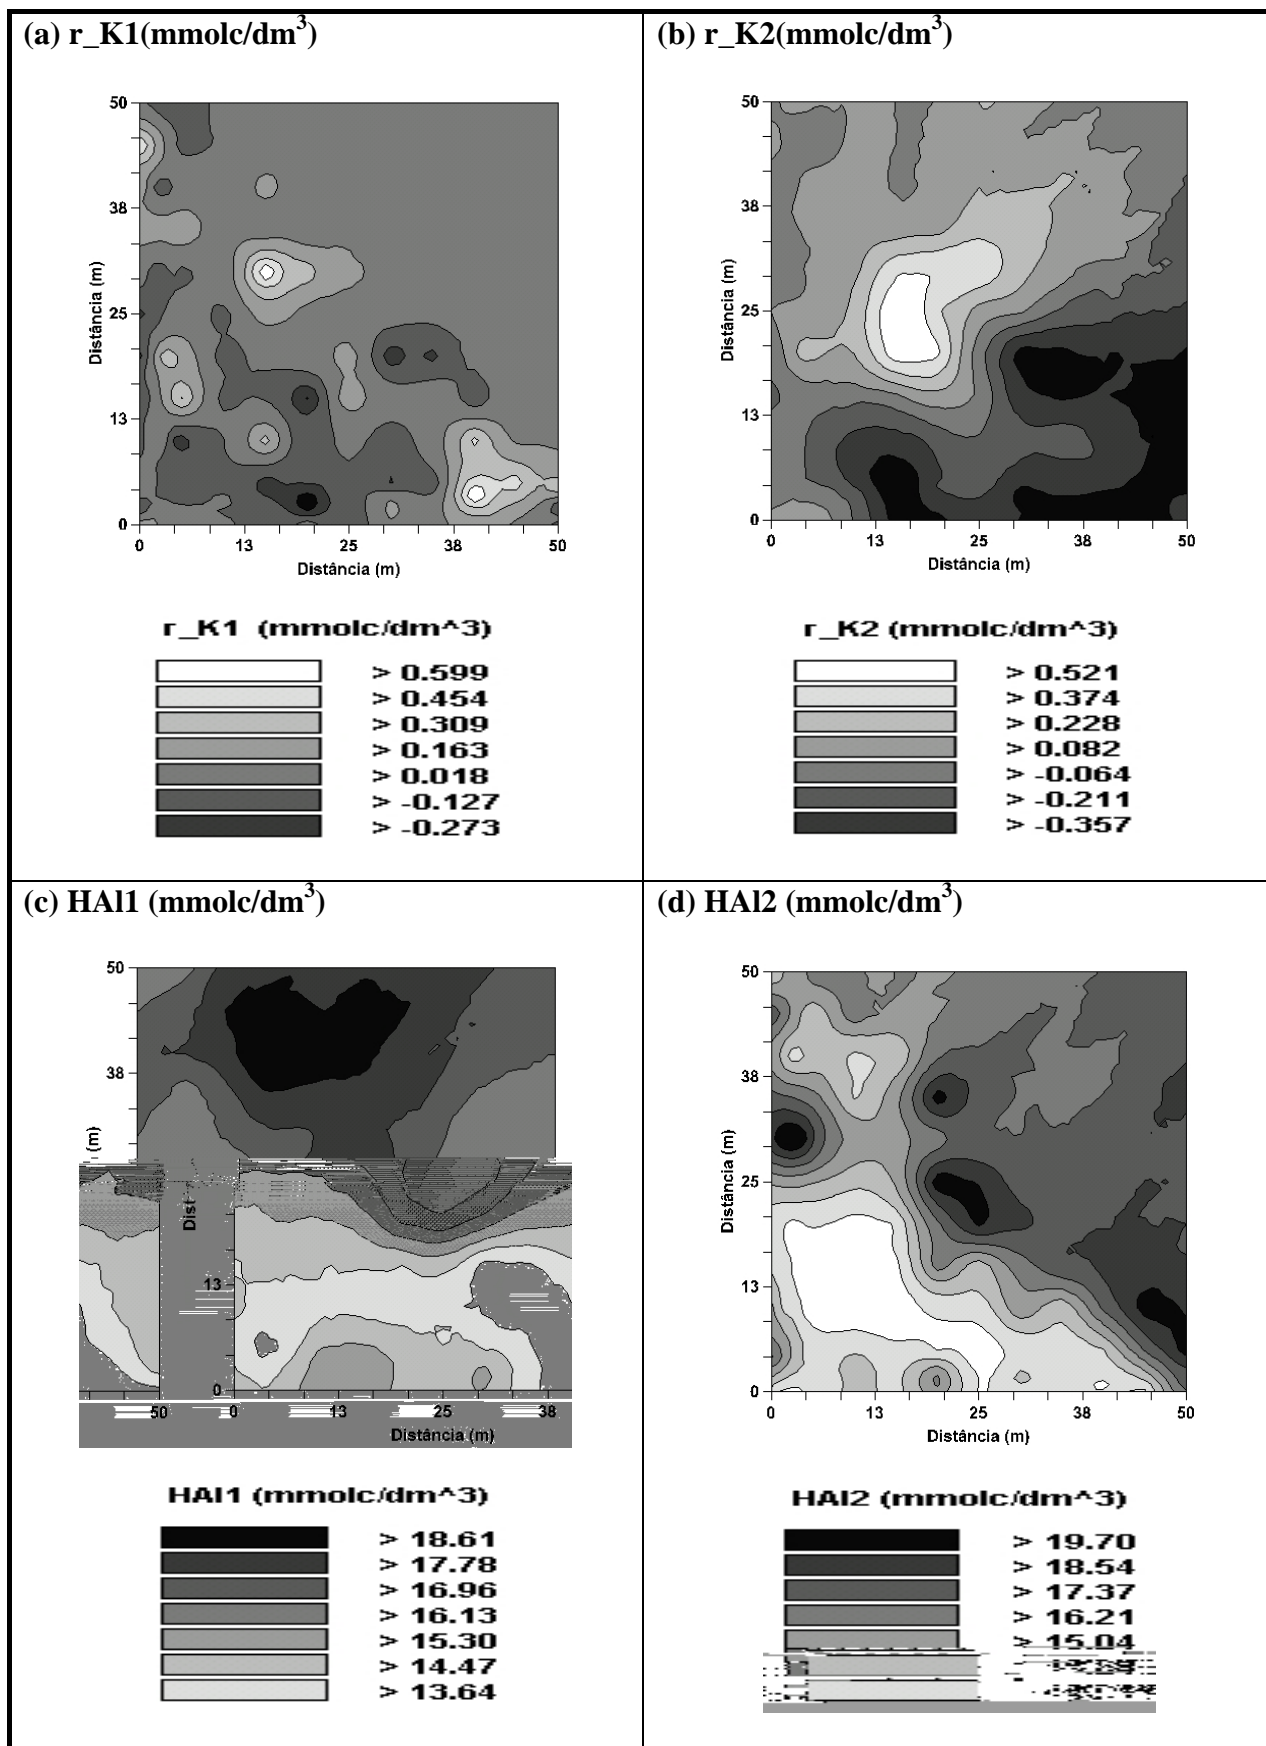 (a) r_K1(mmolc/dm³)
50
38
25
13
0
Distância (m)
0 13 25 38 50
Distância (m)
r_K1 (mmolc/dm^3)
> 0.599
> 0.454
> 0.309
> 0.163
> 0.018
> -0.127
> -0.273
(b) r_K2(mmolc/dm³)
50
38
25
13
0
Distância (m)
0 13 25 38 50
Distância (m)
r_K2 (mmolc/dm^3)
> 0.521
> 0.374
> 0.228
> 0.082
> -0.064
> -0.211
> -0.357
(c) HAl1 (mmolc/dm³)
50
38
(m)
Dist
13
0
50 0 13 25 38
Distância (m)
HAl1 (mmolc/dm^3)
> 18.61
> 17.78
> 16.96
> 16.13
> 15.30
> 14.47
> 13.64
(d) HAl2 (mmolc/dm³)
50
38
25
13
0
Distância (m)
0 13 25 38 50
Distância (m)
HAl2 (mmolc/dm^3)
> 19.70
> 18.54
> 17.37
> 16.21
> 15.04